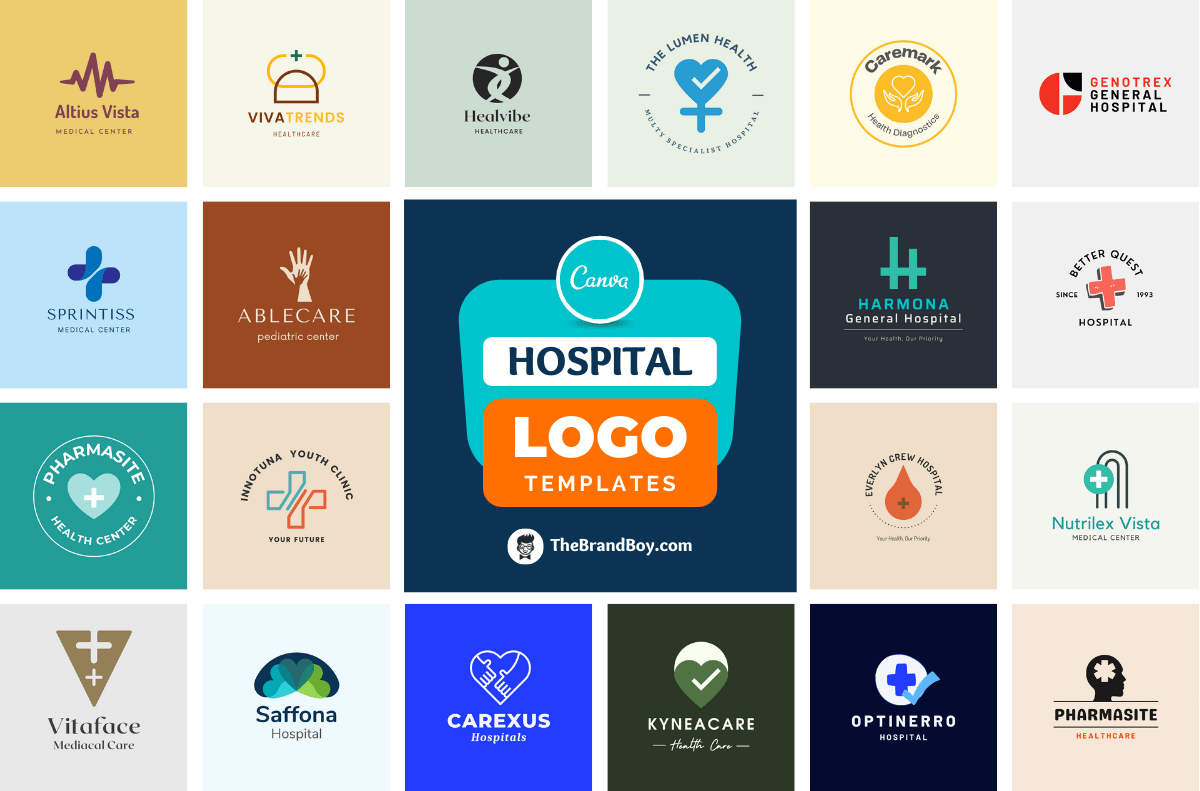 Altius Vista
MEDICAL CENTER
VIVATRENDS
HEALTHCARE
Healvibe
HEALTHCARE
THE LUMEN HEALTH
MULTY SPECIALIST HOSPITAL
Caremark
Health Diagnostics
GENOTREX
GENERAL
HOSPITAL
SPRINTISS
MEDICAL CENTER
ABLECARE
pediatric center
Canva
HOSPITAL
LOGO
TEMPLATES
TheBrandBoy.com
HARMONA
General Hospital
Your Health, Our Priority
BETTER QUEST
SINCE 1993
HOSPITAL
PHARMASITE
HEALTH CENTER
INNOTUNA YOUTH CLINIC
YOUR FUTURE
EVERLYN CREW HOSPITAL
Your Health, Our Priority
Nutrilex Vista
MEDICAL CENTER
Vitaface
Mediacal Care
Saffona
Hospital
CAREXUS
Hospitals
KYNEACARE
Health Care
OPTINERRO
HOSPITAL
PHARMASITE
HEALTHCARE